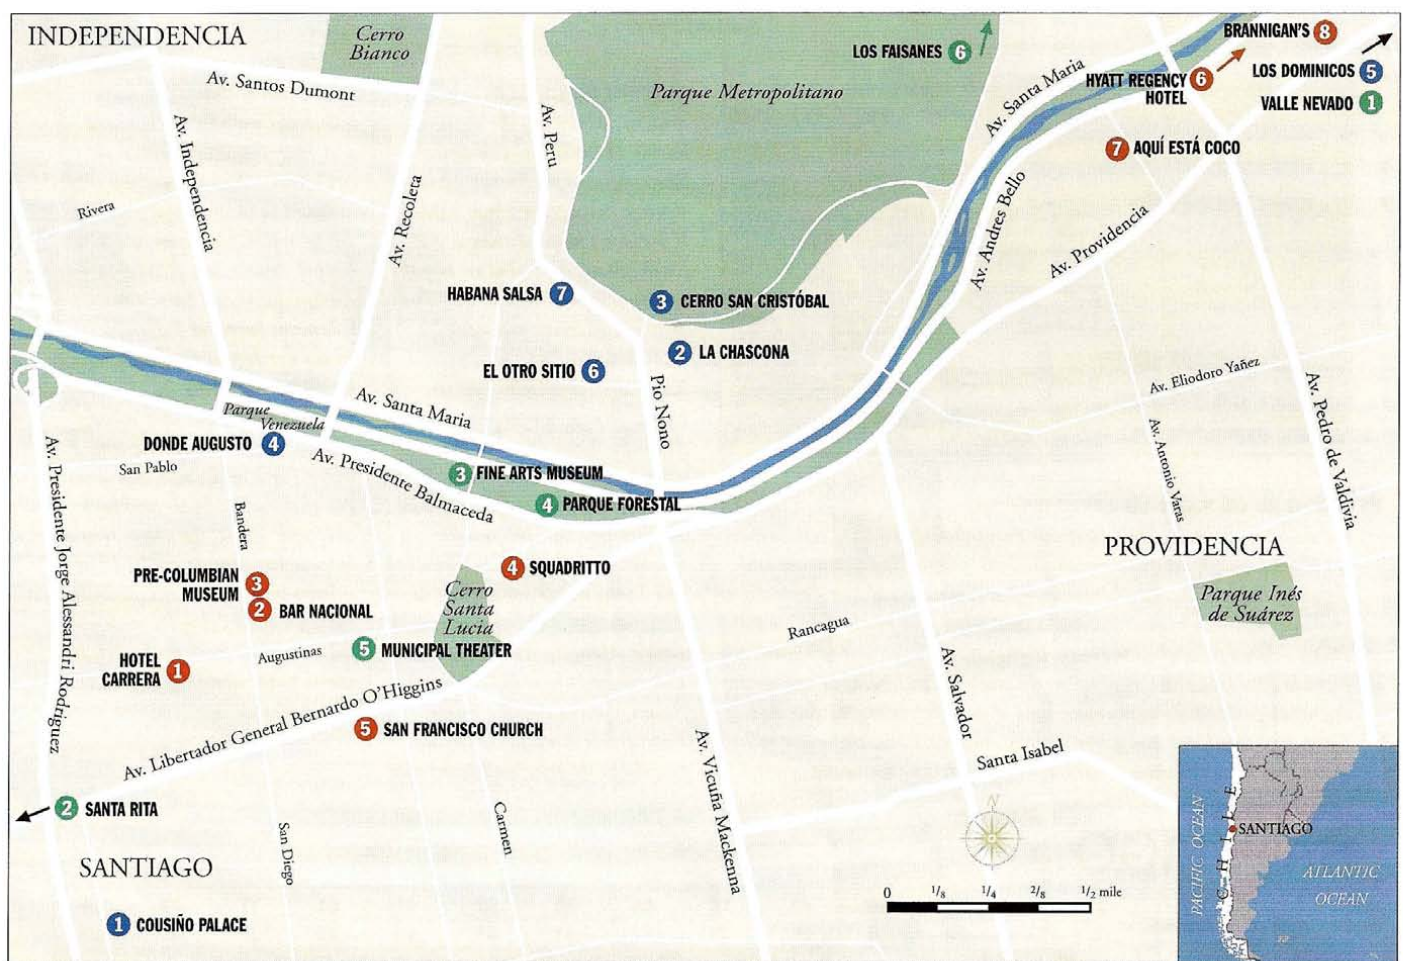 INDEPENDENCIA
Cerro
Bianco
Av. Santos Dumont
Av. Independencia
Rivera
Av. Recoleta
Av. Peru
Parque Metropolitano
LOS FAISANES 6
Av. Santa Maria
BRANNIGAN'S 8
HYATT REGENCY 6
HOTEL
LOS DOMINICOS 5
VALLE NEVADO 1
7 AQUÍ ESTÁ COCO
Av. Andres Bello
Av. Providencia
HABANA SALSA 7
3 CERRO SAN CRISTÓBAL
2 LA CHASCONA
EL OTRO SITIO 6
Pio Nono
Av. Eliodoro Yañez
Av. Pedro de Valdivia
Av. Antonio Varas
Av. Santa Maria
Parque
Venezuela
DONDE AUGUSTO 4
San Pablo
Av. Presidente Balmaceda
3 FINE ARTS MUSEUM
4 PARQUE FORESTAL
Av. Presidente Jorge Alessandri Rodriguez
Bandera
PROVIDENCIA
Parque Inés
de Suárez
PRE-COLUMBIAN 3
MUSEUM
2 BAR NACIONAL
4 SQUADRITTO
Cerro
Santa
Lucia
Rancagua
HOTEL 1
CARRERA
Augustinas
5 MUNICIPAL THEATER
Av. Libertador General Bernardo O'Higgins
5 SAN FRANCISCO CHURCH
Av. Salvador
Santa Isabel
Av. Vicuña Mackenna
2 SANTA RITA
San Diego
Carmen
SANTIAGO
1 COUSIÑO PALACE
N
0 1/8 1/4 2/8 1/2 mile
PACIFIC OCEAN
CHILE
SANTIAGO
ATLANTIC
OCEAN